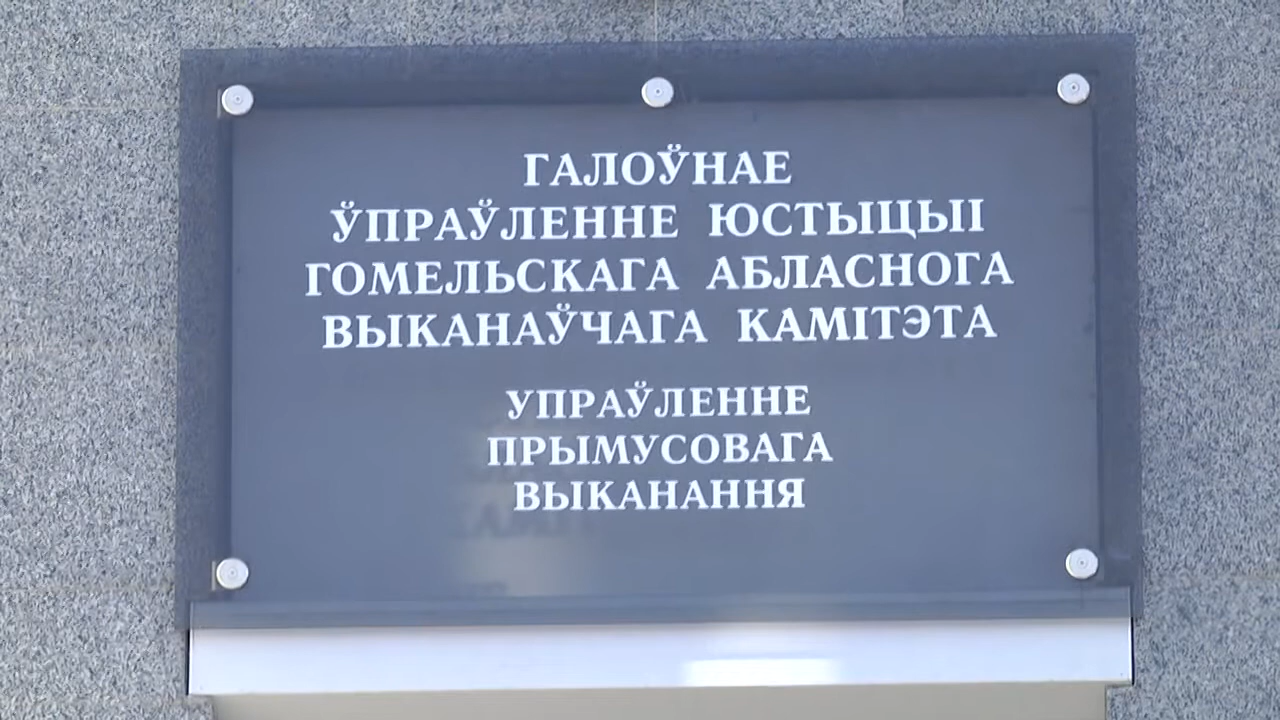 ГАЛОЎНАЕ
ЎПРАЎЛЕННЕ ЮСТЫЦЫІ
ГОМЕЛЬСКАГА АБЛАСНОГА
ВЫКАНАЎЧАГА КАМІТЭТА
УПРАЎЛЕННЕ
ПРЫМУСОВАГА
ВЫКАНАННЯ